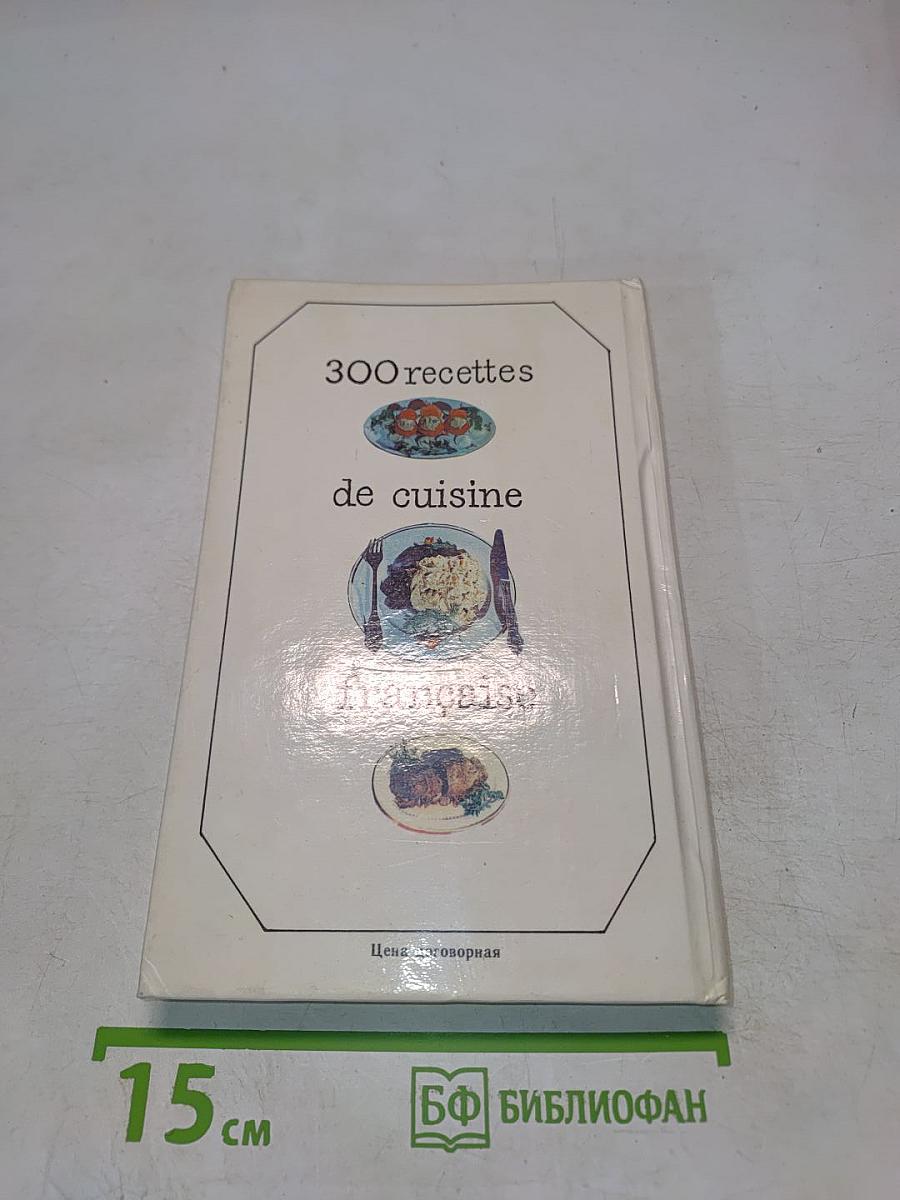 300 recettes
de cuisine
française
Цена договорная
15 см
БФ БИБЛИОФАН